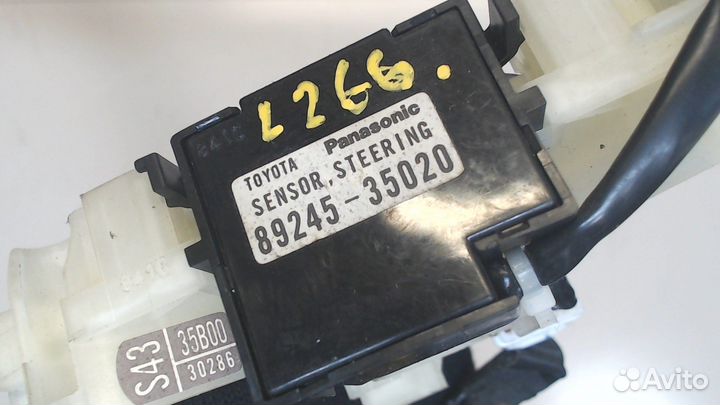 L266.
TOYOTA Panasonic
SENSOR, STEERING
89245-35020
S43
35B00
30286
Avito